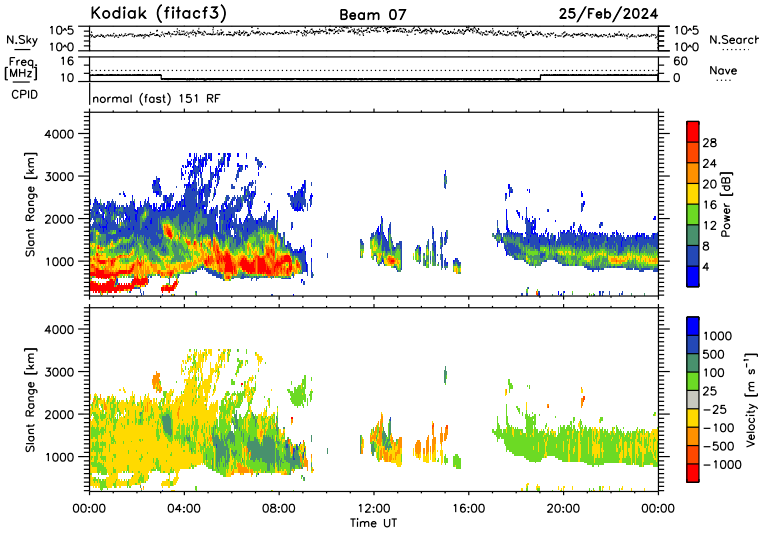 Kodiak (fitacf3) Beam 07 25/Feb/2024
N.Sky 10^5 10^0 10^5 10^0 N.Search
Freq. [MHz] 16 10 60 0 Nave
CPID normal (fast) 151 RF
Slant Range [km]
4000
3000
2000
1000
Power [dB]
28
24
20
16
12
8
4
Slant Range [km]
4000
3000
2000
1000
Velocity [m s⁻¹]
1000
500
100
25
−25
−100
−500
−1000
00:00 04:00 08:00 12:00 16:00 20:00 00:00
Time UT